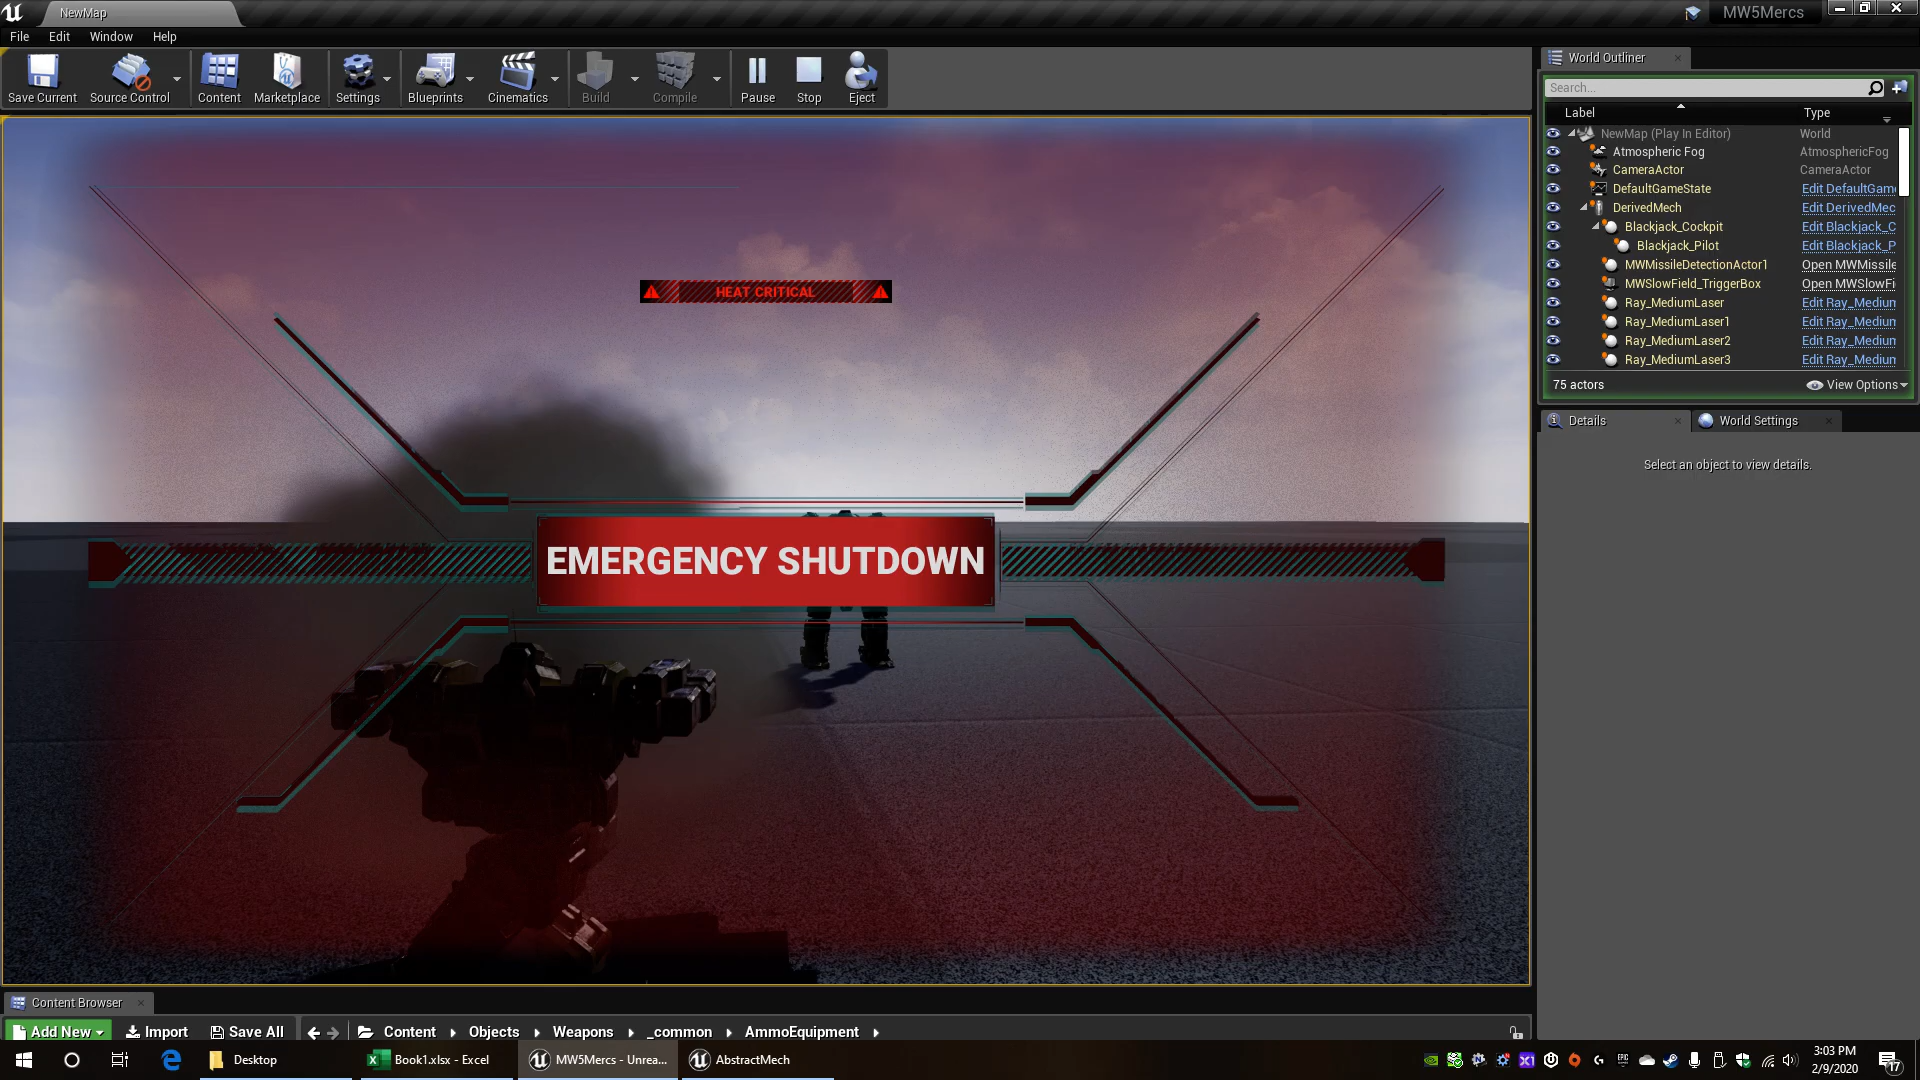 NewMap
MW5Mercs
File Edit Window Help
Save Current
Source Control
Content
Marketplace
Settings
Blueprints
Cinematics
Build
Compile
Pause
Stop
Eject
HEAT CRITICAL
EMERGENCY SHUTDOWN
World Outliner
Search...
Label Type
NewMap (Play In Editor) World
Atmospheric Fog AtmosphericFog
CameraActor CameraActor
DefaultGameState Edit DefaultGame
DerivedMech Edit DerivedMec
Blackjack_Cockpit Edit Blackjack_C
Blackjack_Pilot Edit Blackjack_P
MWMissileDetectionActor1 Open MWMissile
MWSlowField_TriggerBox Open MWSlowFi
Ray_MediumLaser Edit Ray_Medium
Ray_MediumLaser1 Edit Ray_Medium
Ray_MediumLaser2 Edit Ray_Medium
Ray_MediumLaser3 Edit Ray_Medium
75 actors View Options
Details World Settings
Select an object to view details.
Content Browser
Add New Import Save All Content Objects Weapons _common AmmoEquipment
Desktop
Book1.xlsx - Excel
MW5Mercs - Unrea...
AbstractMech
3:03 PM
2/9/2020
17